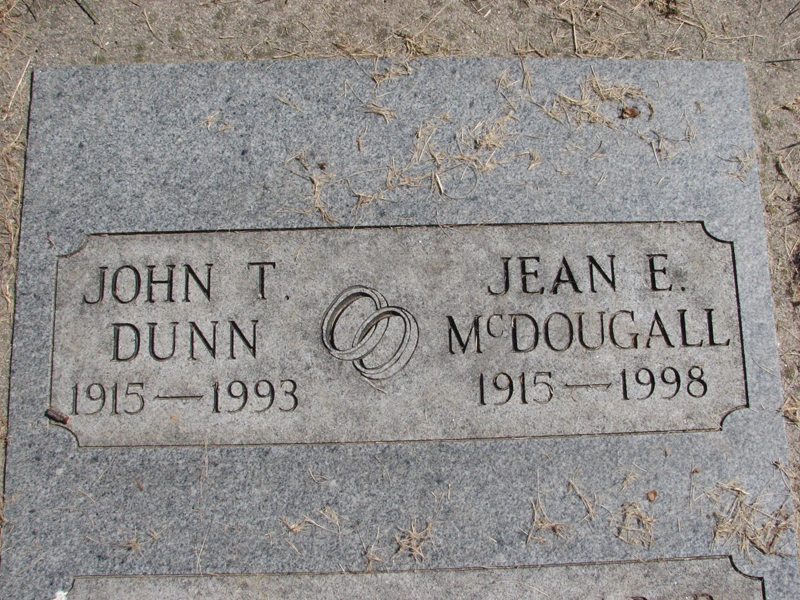 JOHN T.
DUNN
1915—1993
JEAN E.
McDOUGALL
1915—1998